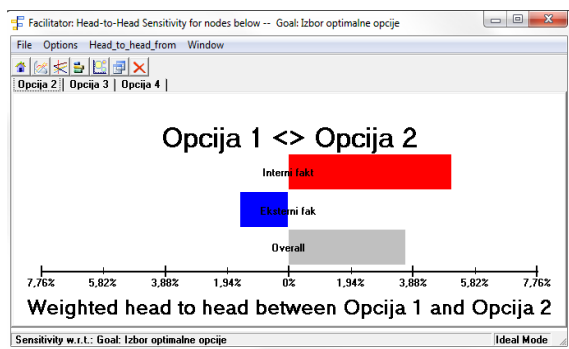 Facilitator: Head-to-Head Sensitivity for nodes below -- Goal: Izbor optimalne opcije
File Options Head_to_head_from Window
Opcija 2 | Opcija 3 | Opcija 4 |
Opcija 1 <> Opcija 2
Interni fakt
Eksterni fak
Overall
7,76% 5,82% 3,88% 1,94% 0% 1,94% 3,88% 5,82% 7,76%
Weighted head to head between Opcija 1 and Opcija 2
Sensitivity w.r.t.: Goal: Izbor optimalne opcije Ideal Mode